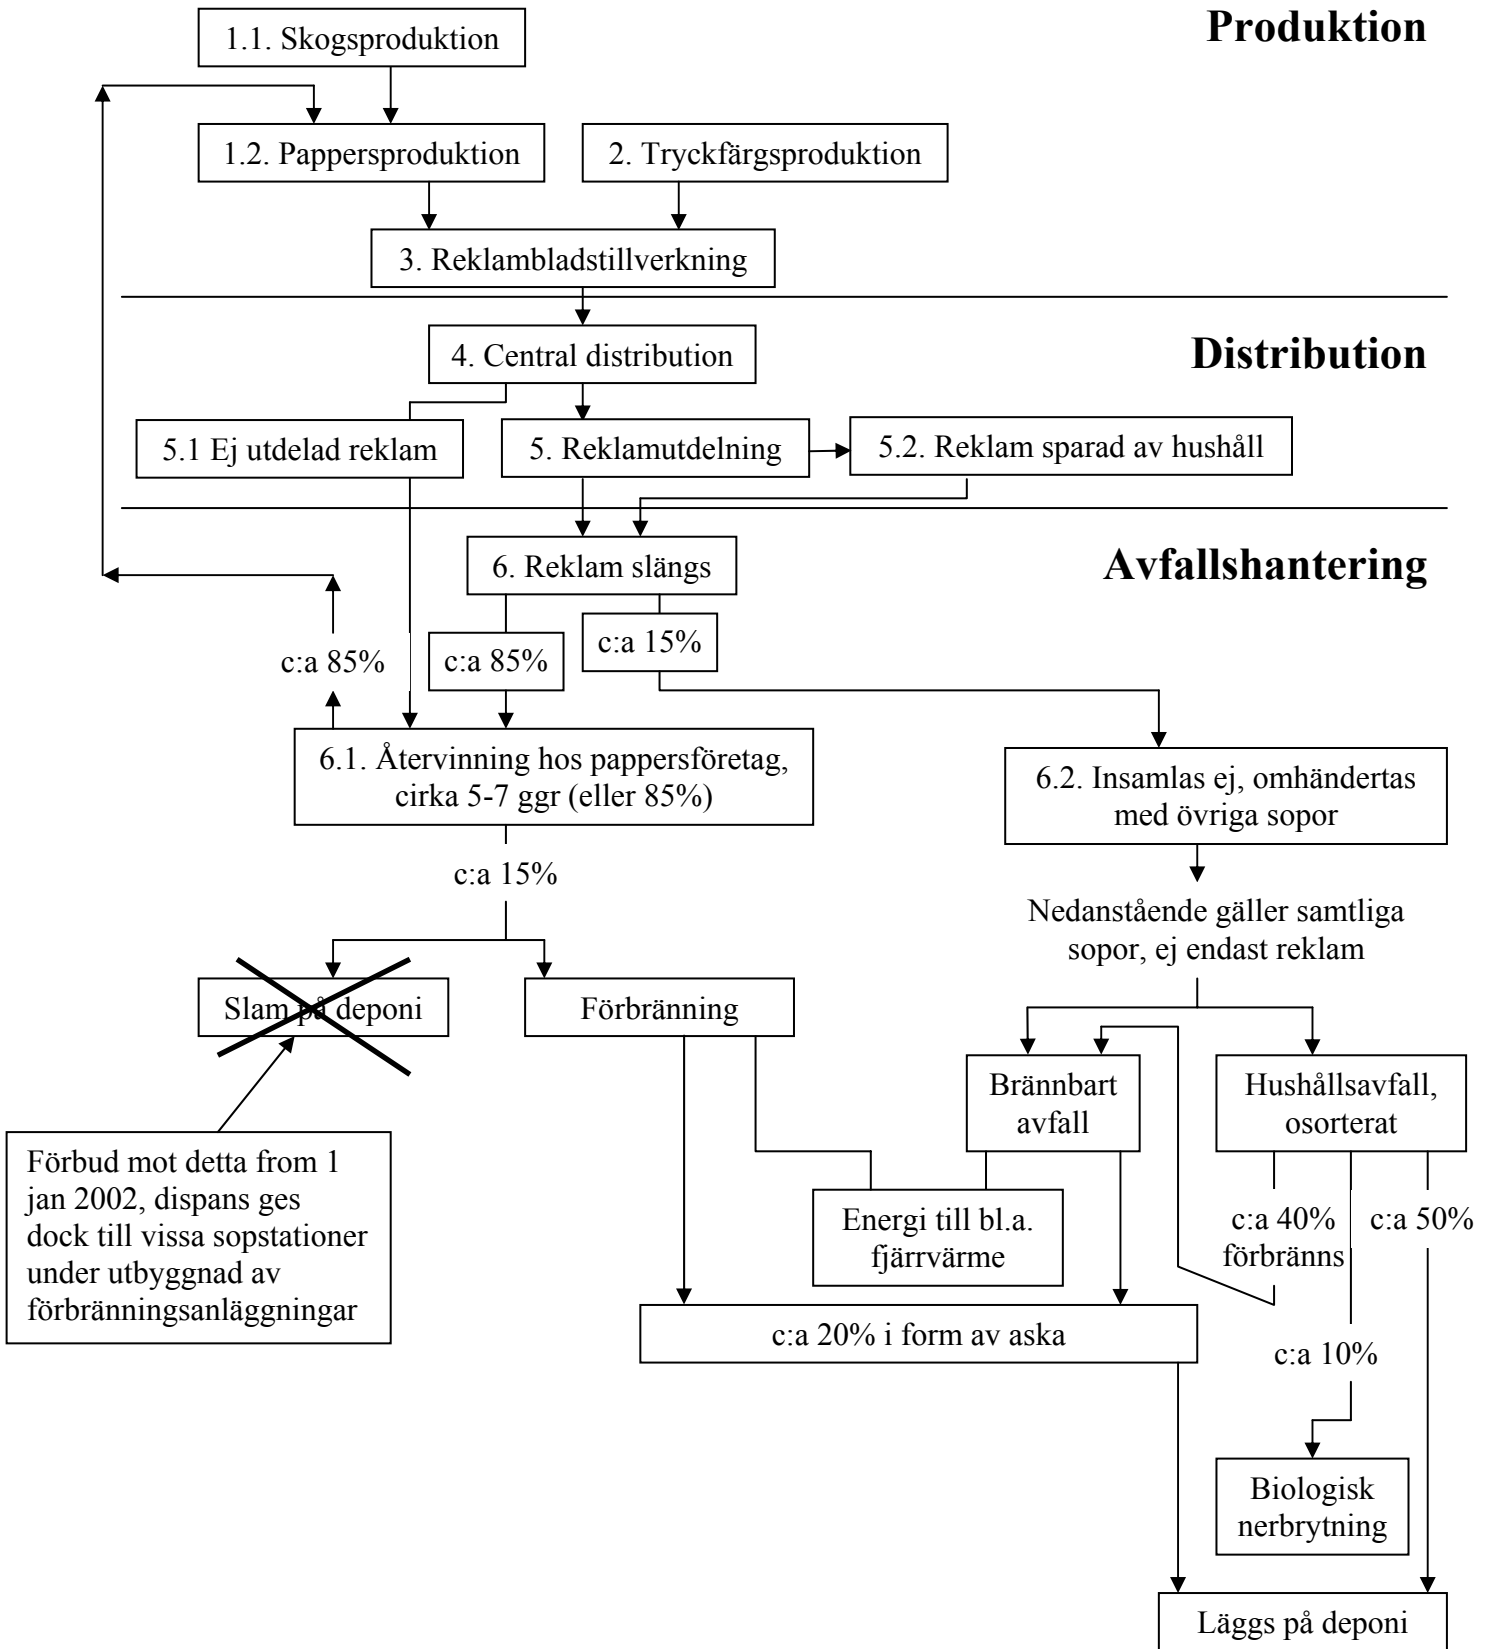 Produktion
1.1. Skogsproduktion
1.2. Pappersproduktion
2. Tryckfärgsproduktion
3. Reklambladstillverkning
Distribution
4. Central distribution
5.1 Ej utdelad reklam
5. Reklamutdelning
5.2. Reklam sparad av hushåll
Avfallshantering
6. Reklam slängs
c:a 85%
c:a 85%
c:a 15%
6.1. Återvinning hos pappersföretag,
cirka 5-7 ggr (eller 85%)
6.2. Insamlas ej, omhändertas
med övriga sopor
c:a 15%
Nedanstående gäller samtliga
sopor, ej endast reklam
Slam på deponi
Förbränning
Brännbart
avfall
Hushållsavfall,
osorterat
Förbud mot detta from 1
jan 2002, dispans ges
dock till vissa sopstationer
under utbyggnad av
förbränningsanläggningar
Energi till bl.a.
fjärrvärme
c:a 40%
förbränns
c:a 50%
c:a 20% i form av aska
c:a 10%
Biologisk
nerbrytning
Läggs på deponi